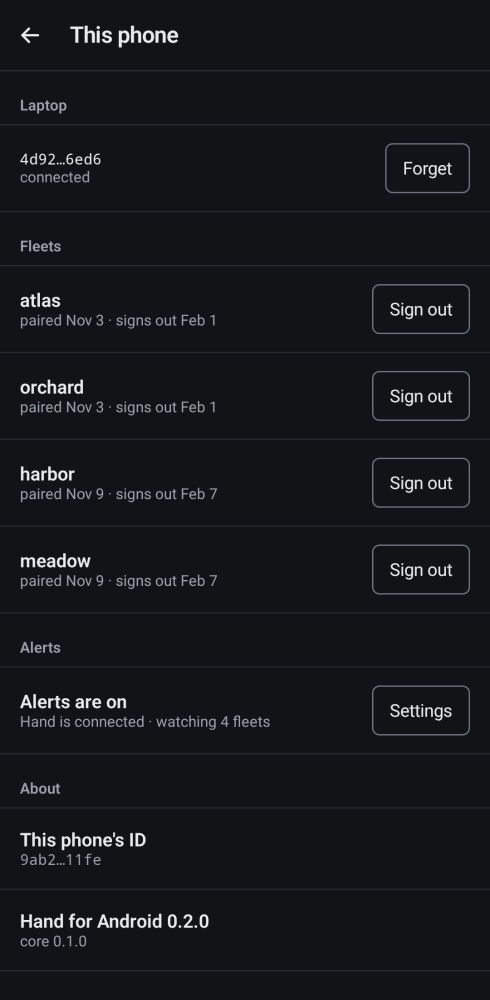 This phone
Laptop
4d92…6ed6
connected
Forget
Fleets
atlas
paired Nov 3 · signs out Feb 1
Sign out
orchard
paired Nov 3 · signs out Feb 1
Sign out
harbor
paired Nov 9 · signs out Feb 7
Sign out
meadow
paired Nov 9 · signs out Feb 7
Sign out
Alerts
Alerts are on
Hand is connected · watching 4 fleets
Settings
About
This phone's ID
9ab2…11fe
Hand for Android 0.2.0
core 0.1.0